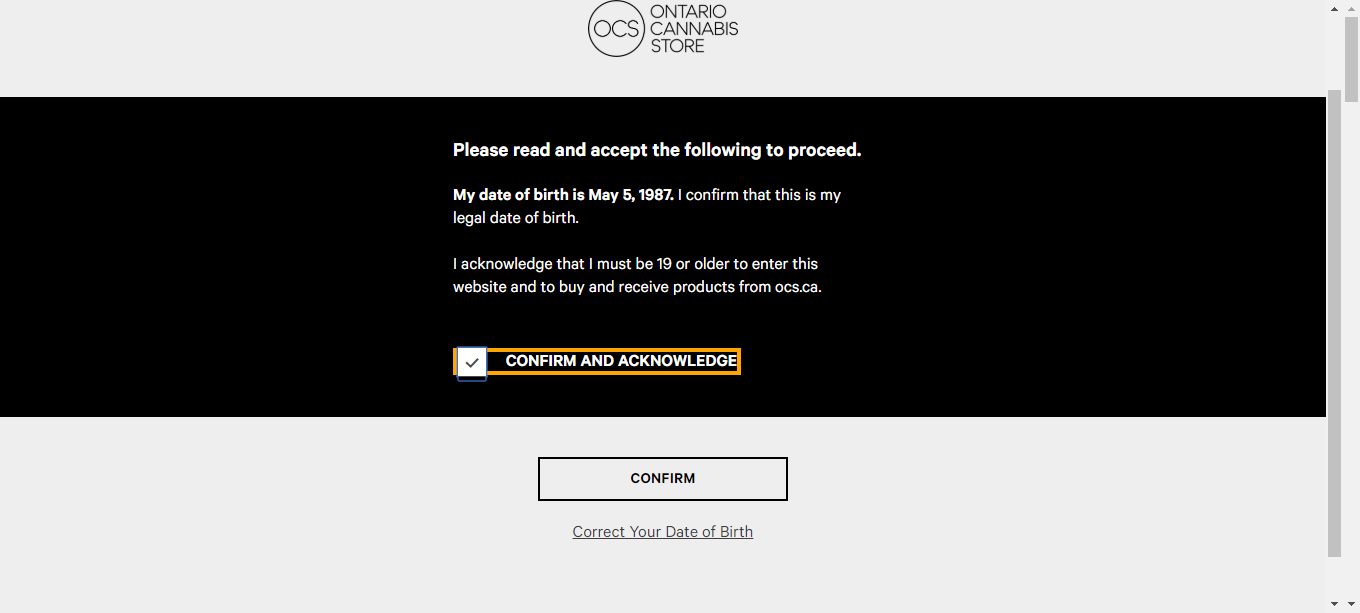 OCS
ONTARIO
CANNABIS
STORE
Please read and accept the following to proceed.
My date of birth is May 5, 1987. I confirm that this is my
legal date of birth.
I acknowledge that I must be 19 or older to enter this
website and to buy and receive products from ocs.ca.
CONFIRM AND ACKNOWLEDGE
CONFIRM
Correct Your Date of Birth